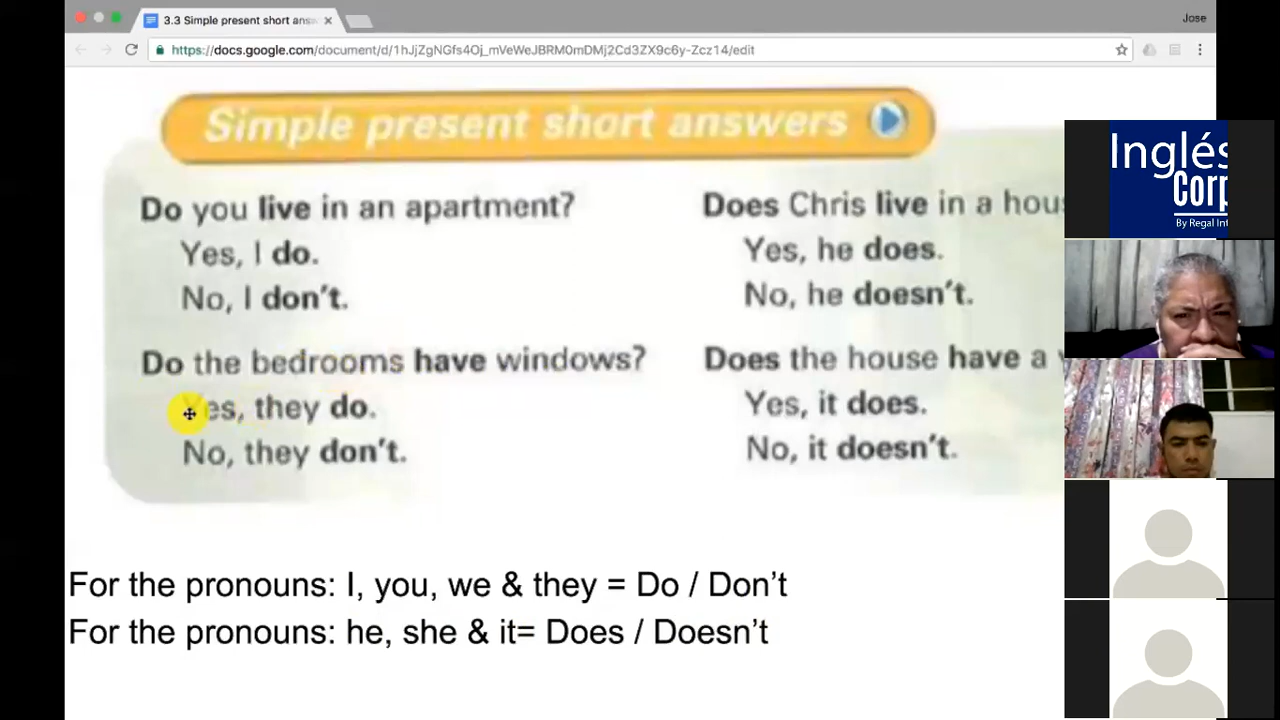 3.3 Simple present short ans
Jose
https://docs.google.com/document/d/1hJjZgNGfs4Oj_mVeWeJBRM0mDMj2Cd3ZX9c6y-Zcz14/edit
Simple present short answers
Do you live in an apartment?
Yes, I do.
No, I don't.
Do the bedrooms have windows?
Yes, they do.
No, they don't.
Does Chris live in a hou
Yes, he does.
No, he doesn't.
Does the house have a
Yes, it does.
No, it doesn't.
For the pronouns: I, you, we & they = Do / Don't
For the pronouns: he, she & it= Does / Doesn't
Inglés
Corp
By Regal Int